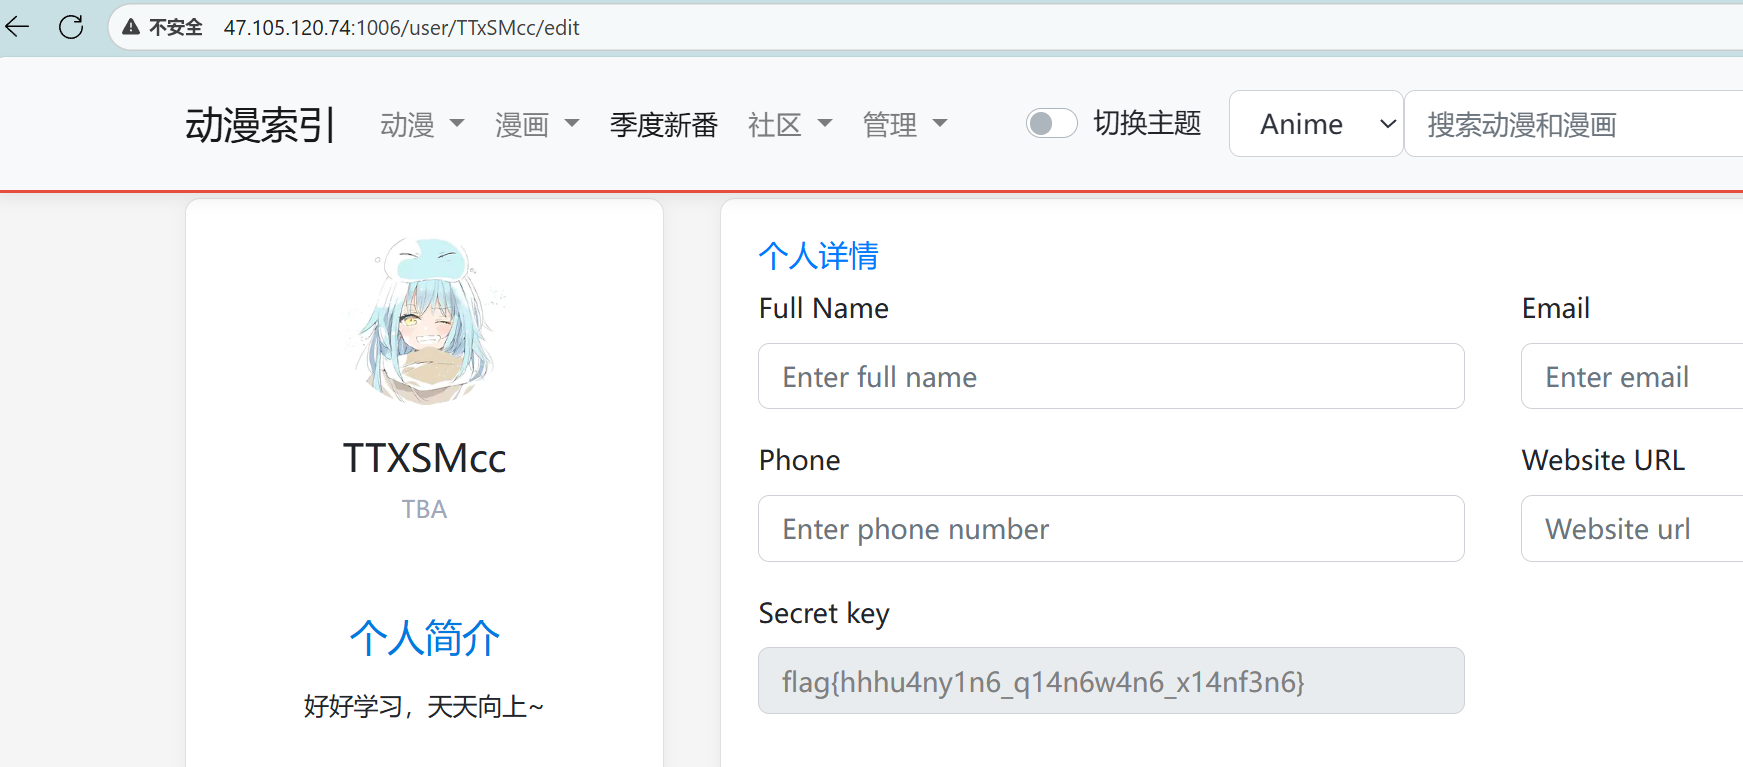 不安全 47.105.120.74:1006/user/TTxSMcc/edit
动漫索引 动漫 漫画 季度新番 社区 管理 切换主题 Anime 搜索动漫和漫画
TTXSMcc
TBA
个人简介
好好学习，天天向上~
个人详情
Full Name
Email
Enter full name
Enter email
Phone
Website URL
Enter phone number
Website url
Secret key
flag{hhhu4ny1n6_q14n6w4n6_x14nf3n6}